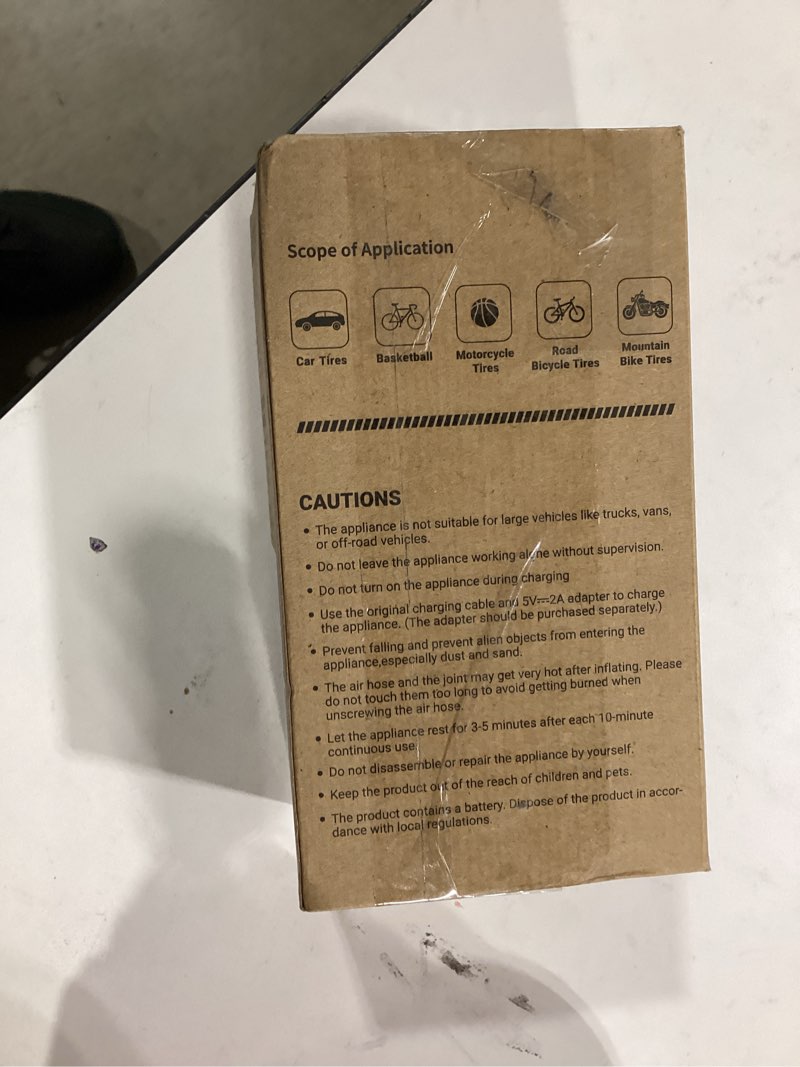 Scope of Application
Car Tires
Basketball
Motorcycle
Tires
Road
Bicycle Tires
Mountain
Bike Tires
CAUTIONS
• The appliance is not suitable for large vehicles like trucks, vans,
or off-road vehicles.
• Do not leave the appliance working alone without supervision.
• Do not turn on the appliance during charging
• Use the original charging cable and 5V⎓2A adapter to charge
the appliance. (The adapter should be purchased separately.)
• Prevent falling and prevent alien objects from entering the
appliance,especially dust and sand.
• The air hose and the joint may get very hot after inflating. Please
do not touch them too long to avoid getting burned when
unscrewing the air hose.
• Let the appliance rest for 3-5 minutes after each 10-minute
continuous use.
• Do not disassemble or repair the appliance by yourself.
• Keep the product out of the reach of children and pets.
• The product contains a battery. Dispose of the product in accor-
dance with local regulations.